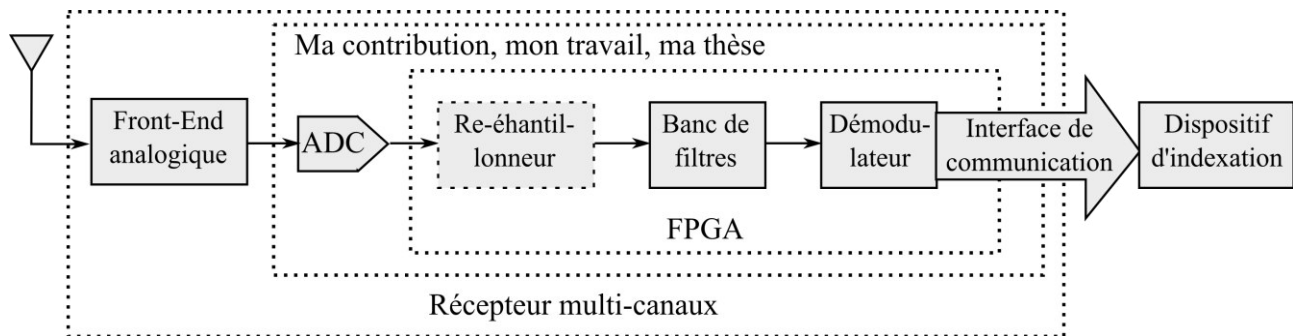 Ma contribution, mon travail, ma thèse
Front-End
analogique
ADC
Re-éhantil-
lonneur
Banc de
filtres
Démodu-
lateur
Interface de
communication
Dispositif
d'indexation
FPGA
Récepteur multi-canaux